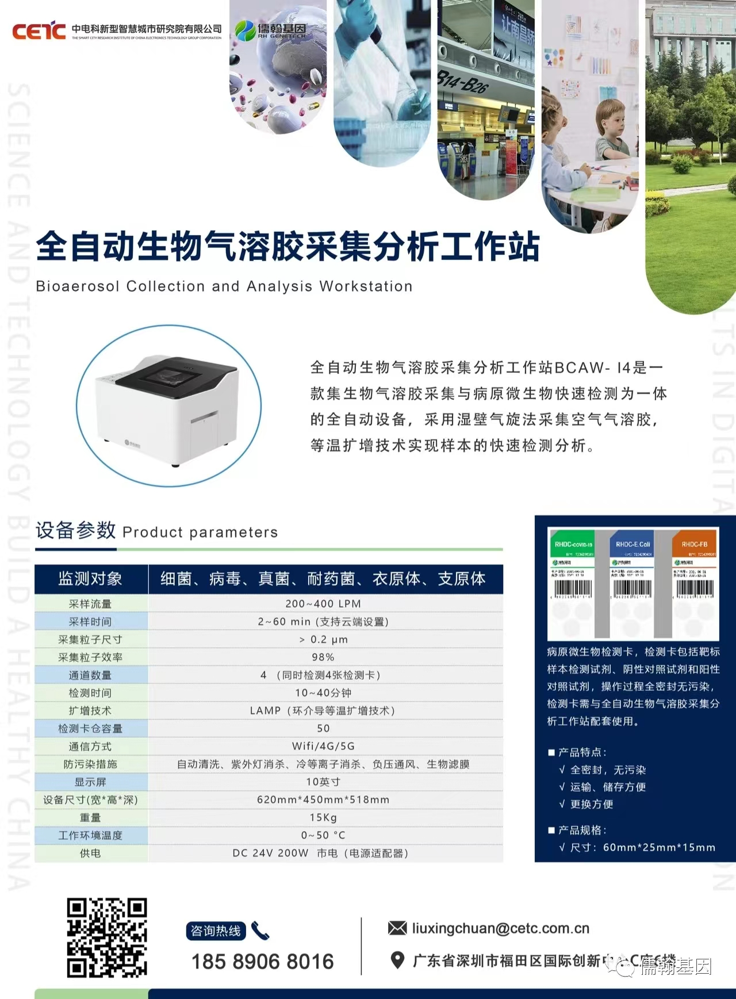 CETC 中电科新型智慧城市研究院有限公司
THE SMART CITY RESEARCH INSTITUTE OF CHINA ELECTRONICS TECHNOLOGY GROUP CORPORATION
儒翰基因
RH GENETECH
289m
让南昌骄
B14-B26
全自动生物气溶胶采集分析工作站
Bioaerosol Collection and Analysis Workstation
全自动生物气溶胶采集分析工作站BCAW- I4是一
款集生物气溶胶采集与病原微生物快速检测为一体
的全自动设备，采用湿壁气旋法采集空气气溶胶，
等温扩增技术实现样本的快速检测分析。
设备参数 Product parameters
监测对象 细菌、病毒、真菌、耐药菌、衣原体、支原体
采样流量 200~400 LPM
采样时间 2~60 min (支持云端设置)
采集粒子尺寸 > 0.2 μm
采集粒子效率 98%
通道数量 4 （同时检测4张检测卡）
检测时间 10~40分钟
扩增技术 LAMP（环介导等温扩增技术）
检测卡仓容量 50
通信方式 Wifi/4G/5G
防污染措施 自动清洗、紫外灯消杀、冷等离子消杀、负压通风、生物滤膜
显示屏 10英寸
设备尺寸(宽*高*深) 620mm*450mm*518mm
重量 15Kg
工作环境温度 0~50 °C
供电 DC 24V 200W 市电（电源适配器）
RHDC-COVID-19
RHDC-E.Coli
RHDC-FB
病原微生物检测卡，检测卡包括靶标
样本检测试剂、阴性对照试剂和阳性
对照试剂，操作过程全密封无污染，
检测卡需与全自动生物气溶胶采集分
析工作站配套使用。
■ 产品特点：
√ 全密封，无污染
√ 运输、储存方便
√ 更换方便
■ 产品规格：
√ 尺寸：60mm*25mm*15mm
咨询热线
185 8906 8016
liuxingchuan@cetc.com.cn
广东省深圳市福田区国际创新中心C座6楼
儒翰基因
SCIENCE AND TECHNOLOGY BUILD A HEALTHY CHINA
LTS IN DIGITA
ON